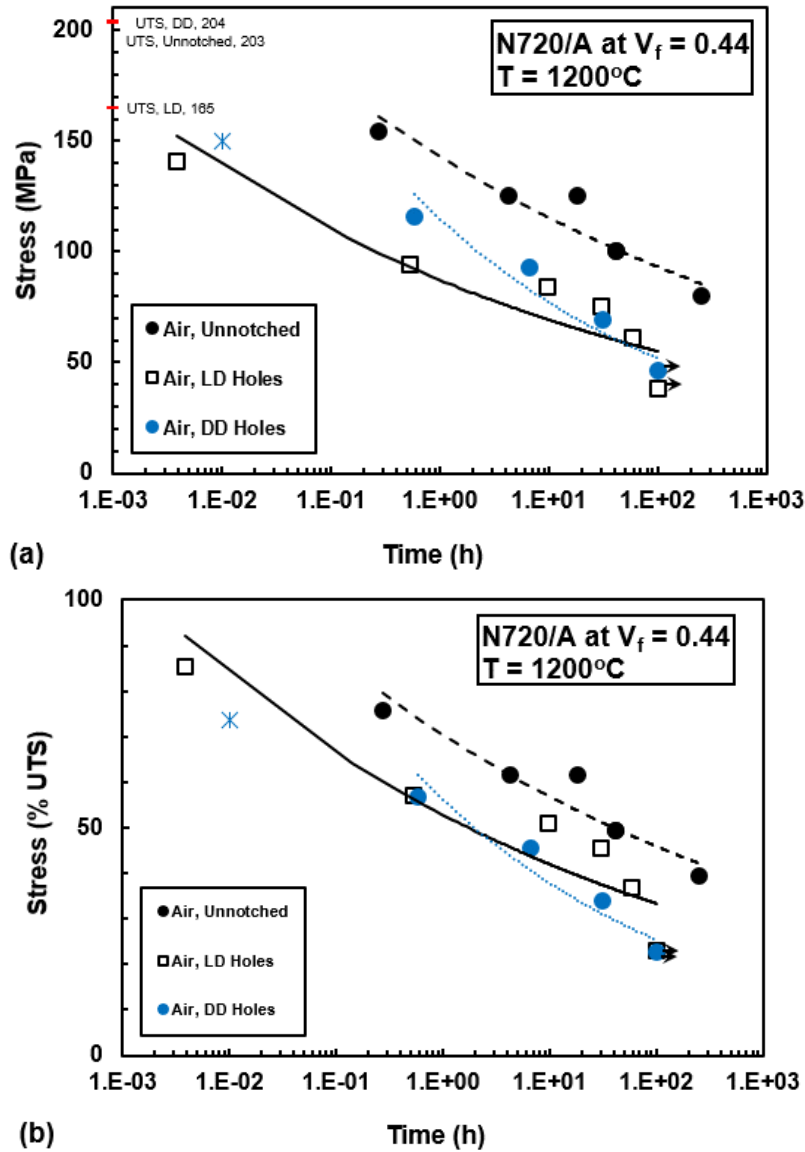 200
150
100
50
0
Stress (MPa)
UTS, DD, 204
UTS, Unnotched, 203
UTS, LD, 165
N720/A at Vf = 0.44
T = 1200°C
Air, Unnotched
Air, LD Holes
Air, DD Holes
1.E-03 1.E-02 1.E-01 1.E+00 1.E+01 1.E+02 1.E+03
(a) Time (h)
100
50
0
Stress (% UTS)
N720/A at Vf = 0.44
T = 1200°C
Air, Unnotched
Air, LD Holes
Air, DD Holes
1.E-03 1.E-02 1.E-01 1.E+00 1.E+01 1.E+02 1.E+03
(b) Time (h)